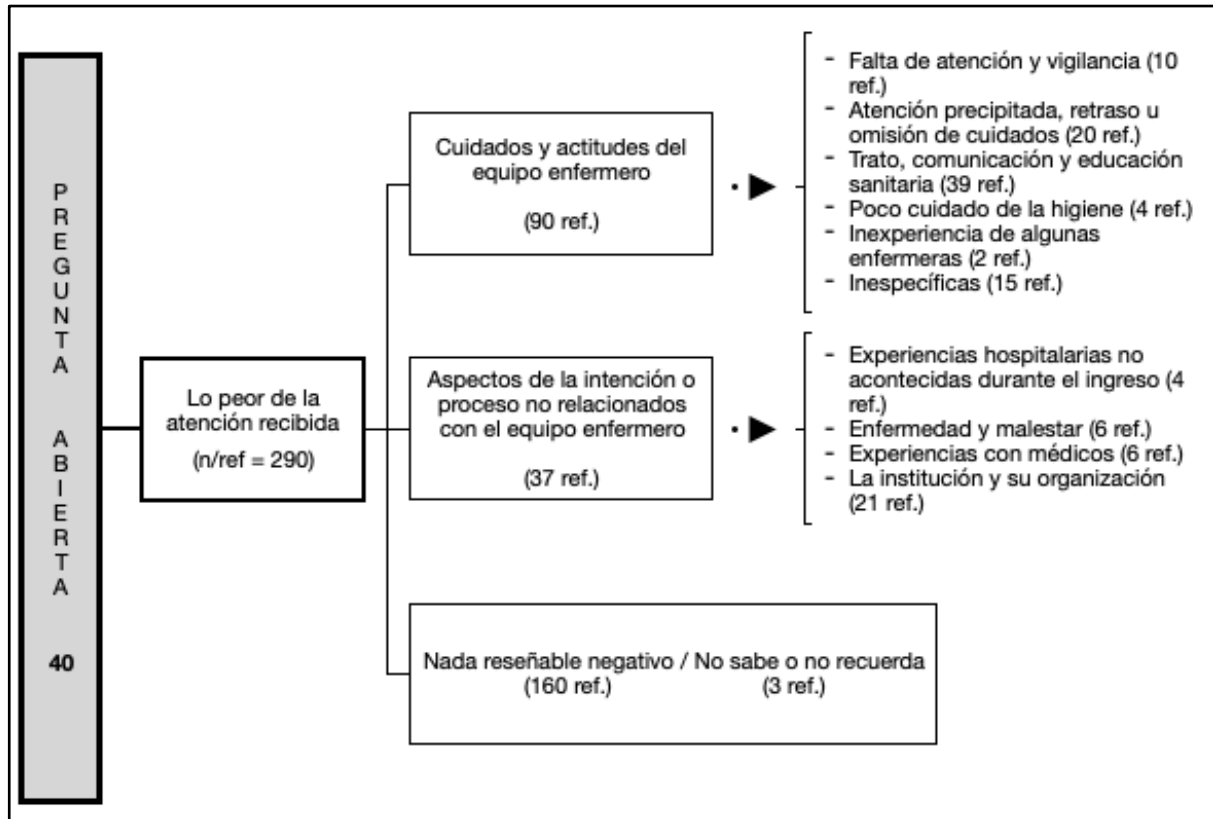 PREGUNTA ABIERTA 40
Lo peor de la
atención recibida
(n/ref = 290)
Cuidados y actitudes del
equipo enfermero
(90 ref.)
- Falta de atención y vigilancia (10
ref.)
- Atención precipitada, retraso u
omisión de cuidados (20 ref.)
- Trato, comunicación y educación
sanitaria (39 ref.)
- Poco cuidado de la higiene (4 ref.)
- Inexperiencia de algunas
enfermeras (2 ref.)
- Inespecíficas (15 ref.)
Aspectos de la intención o
proceso no relacionados
con el equipo enfermero
(37 ref.)
- Experiencias hospitalarias no
acontecidas durante el ingreso (4
ref.)
- Enfermedad y malestar (6 ref.)
- Experiencias con médicos (6 ref.)
- La institución y su organización
(21 ref.)
Nada reseñable negativo / No sabe o no recuerda
(160 ref.) (3 ref.)